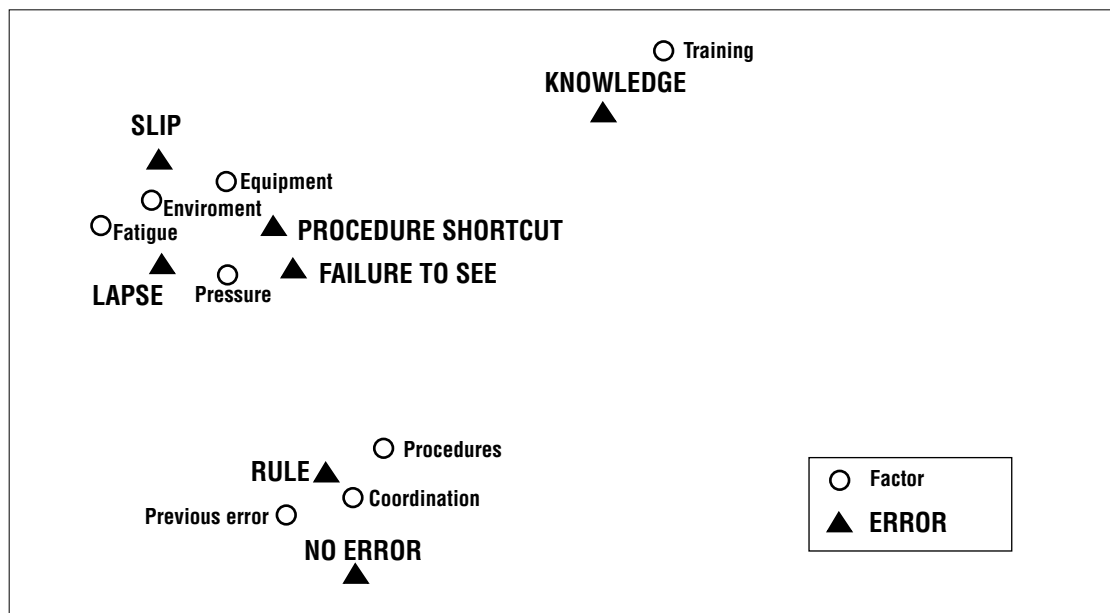 Training
KNOWLEDGE
SLIP
Equipment
Enviroment
Fatigue
PROCEDURE SHORTCUT
FAILURE TO SEE
LAPSE
Pressure
Procedures
RULE
Coordination
Previous error
NO ERROR
Factor
ERROR